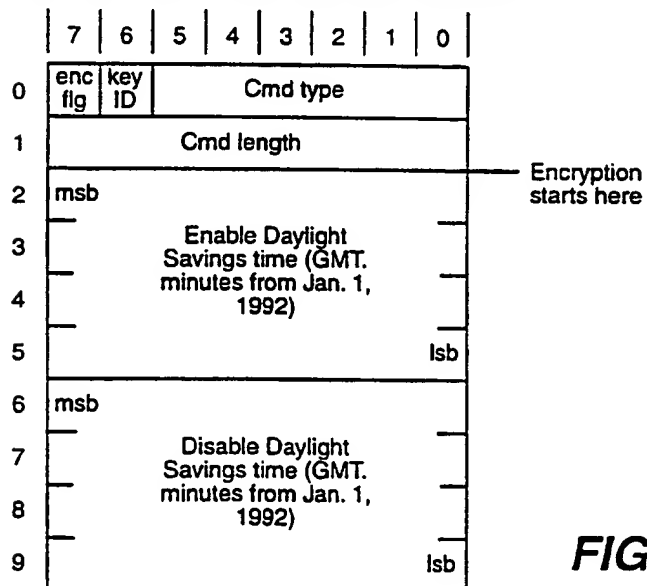 7 6 5 4 3 2 1 0
0 enc flg key ID Cmd type
1 Cmd length
Encryption starts here
2 msb
3 Enable Daylight
Savings time (GMT.
4 minutes from Jan. 1,
1992)
5 lsb
6 msb
7 Disable Daylight
Savings time (GMT.
8 minutes from Jan. 1,
1992)
9 lsb
FIG